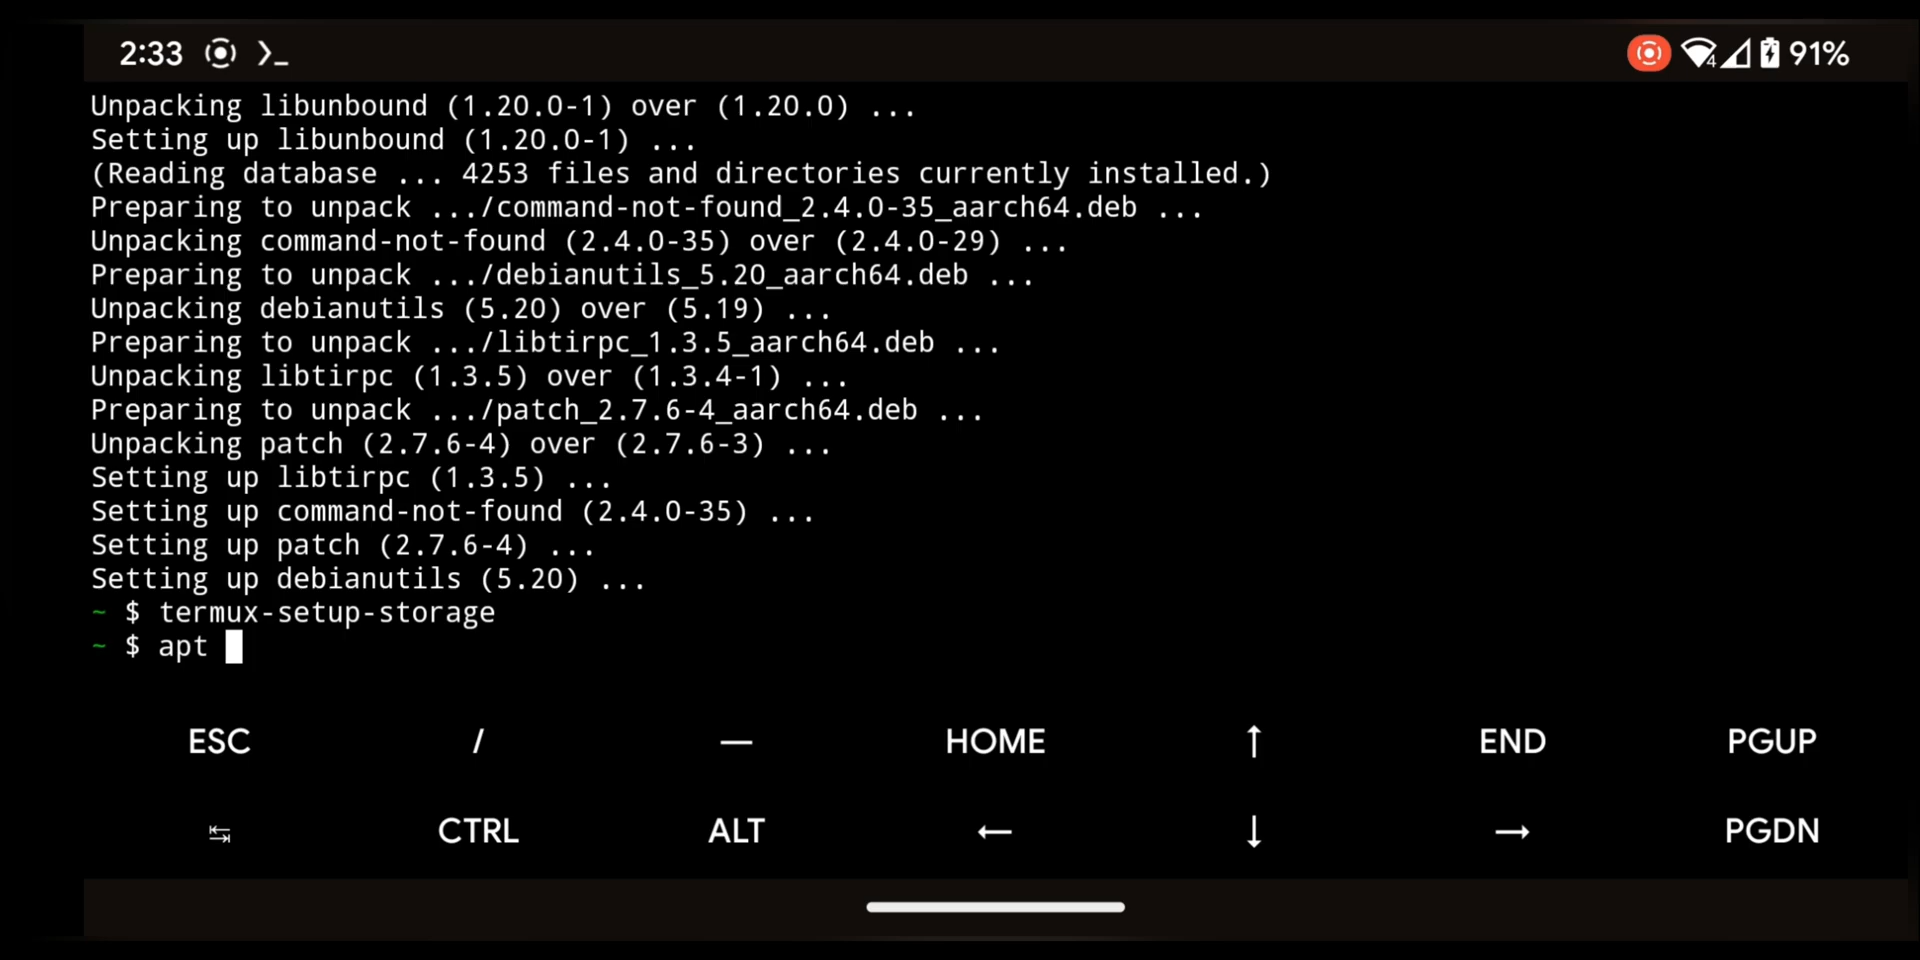 2:33 91%
Unpacking libunbound (1.20.0-1) over (1.20.0) ...
Setting up libunbound (1.20.0-1) ...
(Reading database ... 4253 files and directories currently installed.)
Preparing to unpack .../command-not-found_2.4.0-35_aarch64.deb ...
Unpacking command-not-found (2.4.0-35) over (2.4.0-29) ...
Preparing to unpack .../debianutils_5.20_aarch64.deb ...
Unpacking debianutils (5.20) over (5.19) ...
Preparing to unpack .../libtirpc_1.3.5_aarch64.deb ...
Unpacking libtirpc (1.3.5) over (1.3.4-1) ...
Preparing to unpack .../patch_2.7.6-4_aarch64.deb ...
Unpacking patch (2.7.6-4) over (2.7.6-3) ...
Setting up libtirpc (1.3.5) ...
Setting up command-not-found (2.4.0-35) ...
Setting up patch (2.7.6-4) ...
Setting up debianutils (5.20) ...
~ $ termux-setup-storage
~ $ apt
ESC / — HOME ↑ END PGUP
↹ CTRL ALT ← ↓ → PGDN